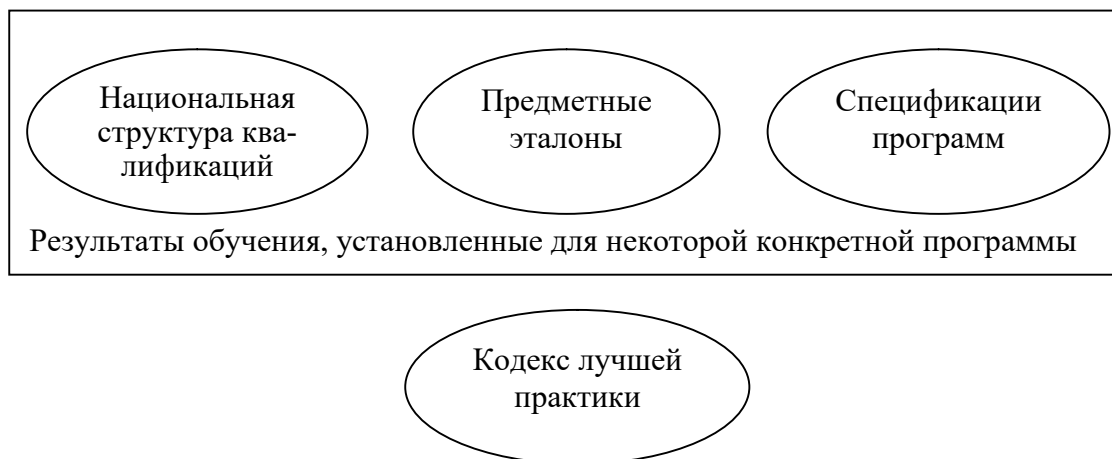 Национальная
структура ква-
лификаций
Предметные
эталоны
Спецификации
программ
Результаты обучения, установленные для некоторой конкретной программы
Кодекс лучшей
практики